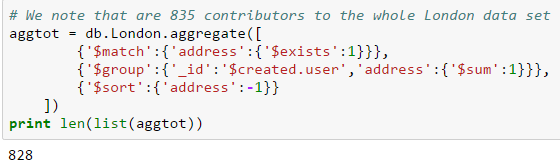 # We note that are 835 contributors to the whole London data set
aggtot = db.London.aggregate([
{'$match':{'address':{'$exists':1}}},
{'$group':{'_id':'$created.user','address':{'$sum':1}}},
{'$sort':{'address':-1}}
])
print len(list(aggtot))
828